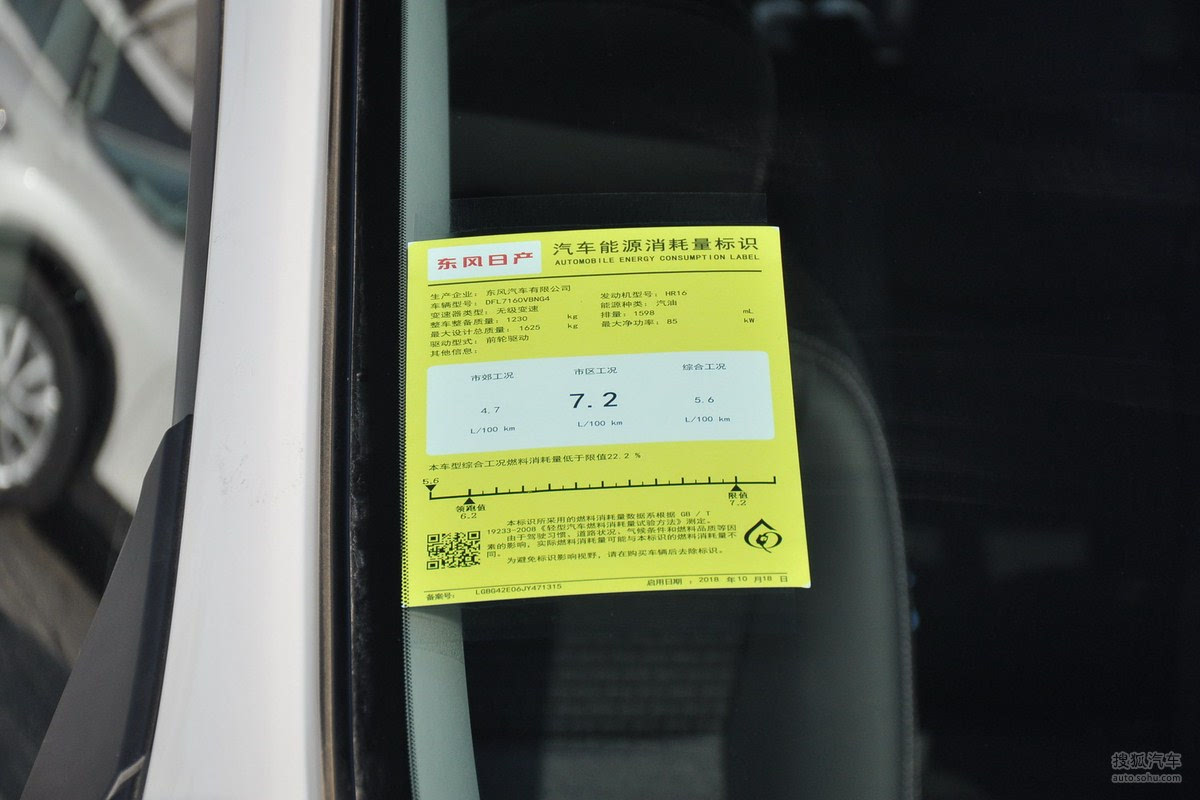 东风日产
汽车能源消耗量标识
AUTOMOBILE ENERGY CONSUMPTION LABEL
生产企业: 东风汽车有限公司
车辆型号: DFL7160VBNG4 发动机型号: HR16
变速器类型: 无级变速 能源种类: 汽油
整车整备质量: 1230 kg 排量: 1598 mL
最大设计总质量: 1625 kg 最大净功率: 85 kW
驱动型式: 前轮驱动
其他信息:
市郊工况 市区工况 综合工况
4.7 7.2 5.6
L/100 km L/100 km L/100 km
本车型综合工况燃料消耗量低于限值22.2 %
5.6
领跑值 限值
6.2 7.2
本标识所采用的燃料消耗量数据系根据 GB / T
19233-2008《轻型汽车燃料消耗量试验方法》测定。
由于驾驶习惯、道路状况、气候条件和燃料品质等因
素的影响, 实际燃料消耗量可能与本标识的燃料消耗量不
同。
为避免标识影响视野, 请在购买车辆后去除标识。
备案号: LGBG42E06JY471315 启用日期 : 2018 年 10 月 18 日
搜狐汽车
auto.sohu.com